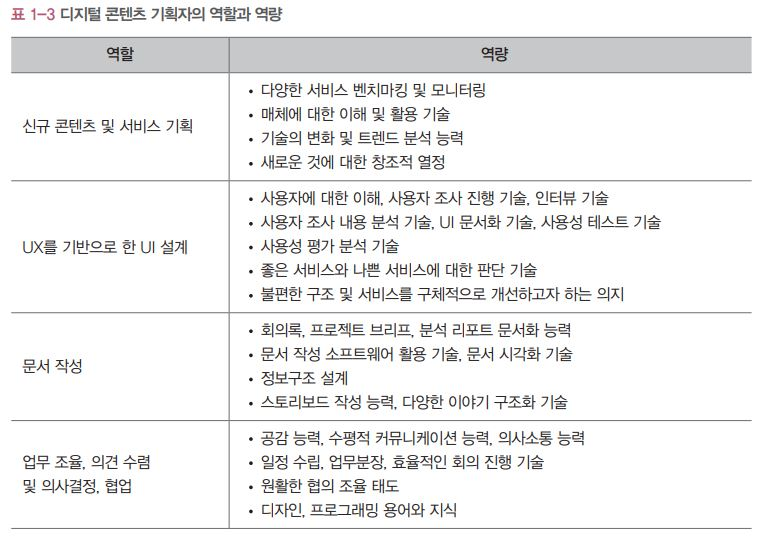 표 1-3 디지털 콘텐츠 기획자의 역할과 역량
역할
역량
신규 콘텐츠 및 서비스 기획
• 다양한 서비스 벤치마킹 및 모니터링
• 매체에 대한 이해 및 활용 기술
• 기술의 변화 및 트렌드 분석 능력
• 새로운 것에 대한 창조적 열정
UX를 기반으로 한 UI 설계
• 사용자에 대한 이해, 사용자 조사 진행 기술, 인터뷰 기술
• 사용자 조사 내용 분석 기술, UI 문서화 기술, 사용성 테스트 기술
• 사용성 평가 분석 기술
• 좋은 서비스와 나쁜 서비스에 대한 판단 기술
• 불편한 구조 및 서비스를 구체적으로 개선하고자 하는 의지
문서 작성
• 회의록, 프로젝트 브리프, 분석 리포트 문서화 능력
• 문서 작성 소프트웨어 활용 기술, 문서 시각화 기술
• 정보구조 설계
• 스토리보드 작성 능력, 다양한 이야기 구조화 기술
업무 조율, 의견 수렴
및 의사결정, 협업
• 공감 능력, 수평적 커뮤니케이션 능력, 의사소통 능력
• 일정 수립, 업무분장, 효율적인 회의 진행 기술
• 원활한 협의 조율 태도
• 디자인, 프로그래밍 용어와 지식